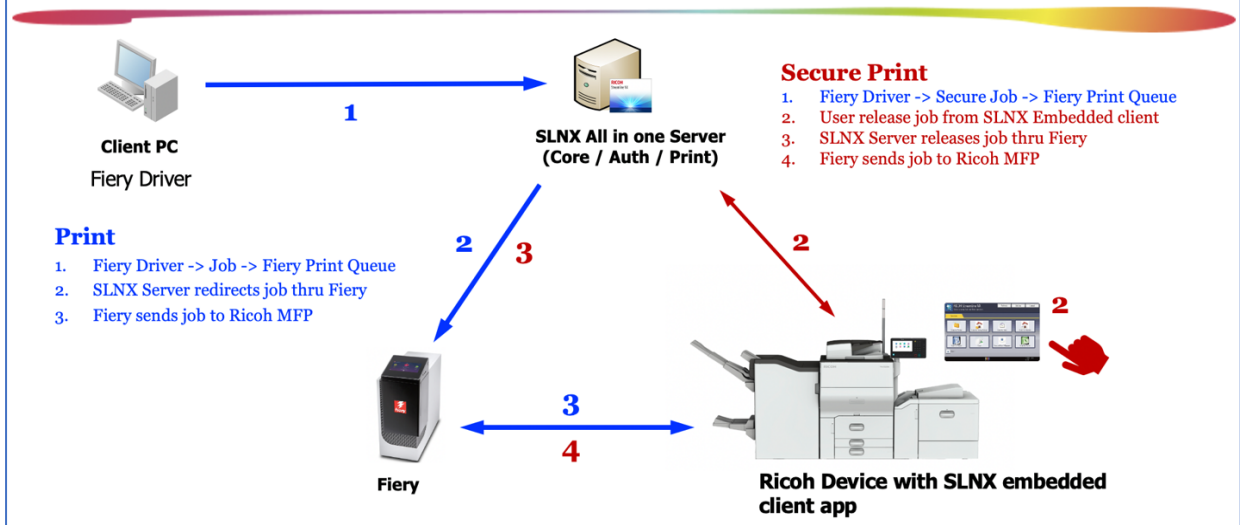 Client PC
Fiery Driver
1
SLNX All in one Server
(Core / Auth / Print)
RICOH
Secure Print
1. Fiery Driver -> Secure Job -> Fiery Print Queue
2. User release job from SLNX Embedded client
3. SLNX Server releases job thru Fiery
4. Fiery sends job to Ricoh MFP
Print
1. Fiery Driver -> Job -> Fiery Print Queue
2. SLNX Server redirects job thru Fiery
3. Fiery sends job to Ricoh MFP
2
3
2
2
3
4
Fiery
Ricoh Device with SLNX embedded
client app